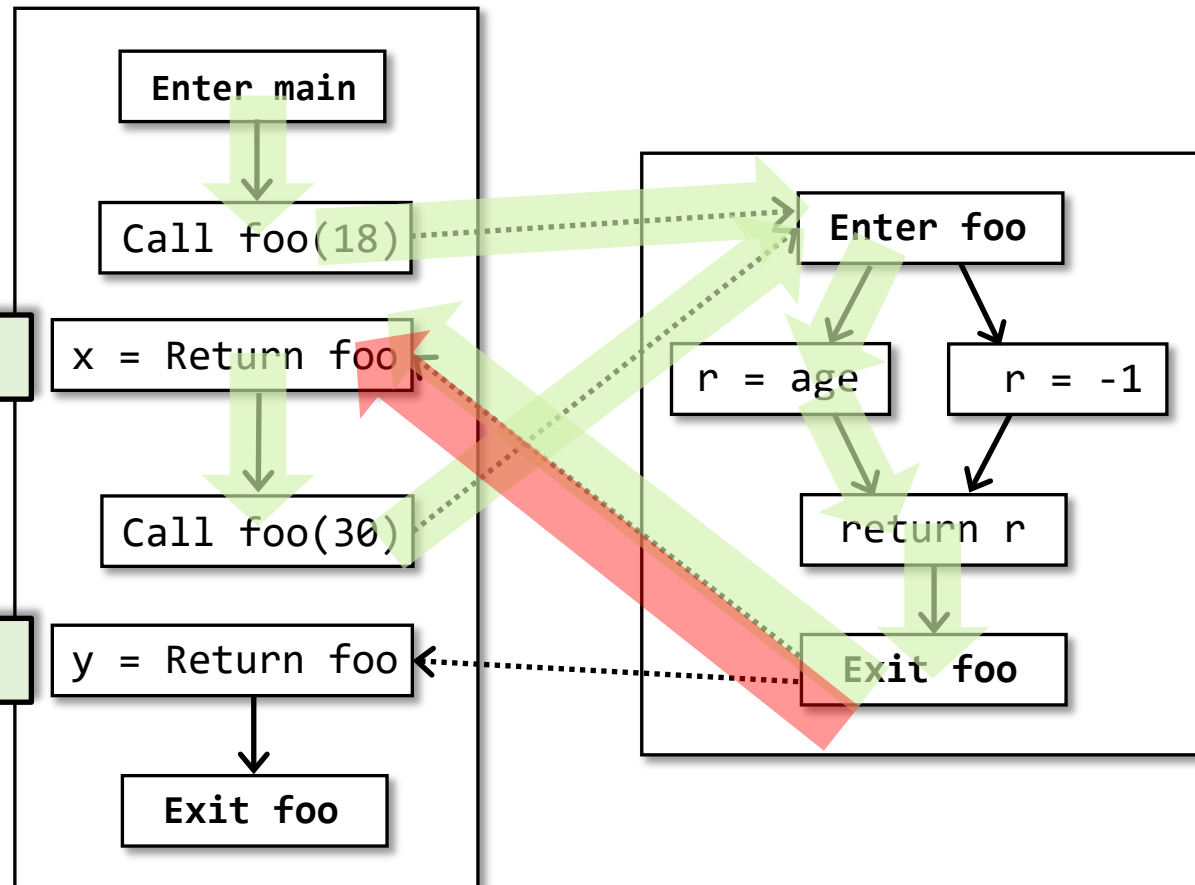 Enter main
Call foo(18)
x = Return foo
Call foo(30)
y = Return foo
Exit foo
Enter foo
r = age
r = -1
return r
Exit foo